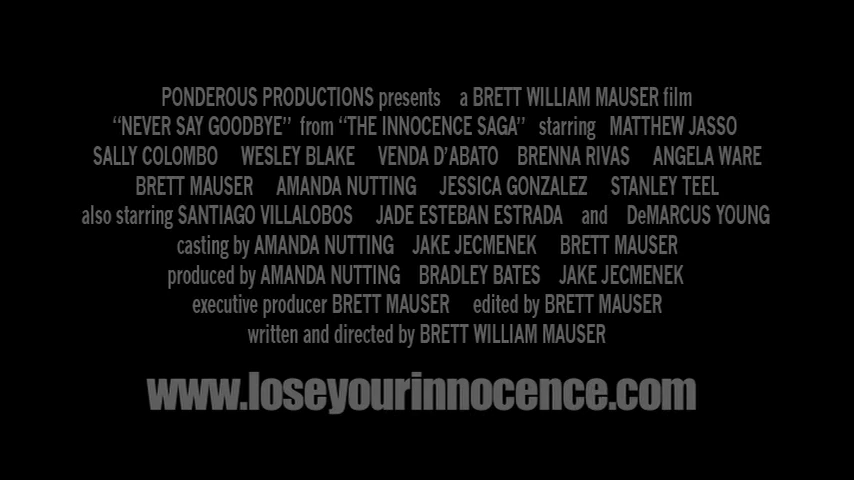 PONDEROUS PRODUCTIONS presents a BRETT WILLIAM MAUSER film
“NEVER SAY GOODBYE” from “THE INNOCENCE SAGA” starring MATTHEW JASSO
SALLY COLOMBO WESLEY BLAKE VENDA D’ABATO BRENNA RIVAS ANGELA WARE
BRETT MAUSER AMANDA NUTTING JESSICA GONZALEZ STANLEY TEEL
also starring SANTIAGO VILLALOBOS JADE ESTEBAN ESTRADA and DeMARCUS YOUNG
casting by AMANDA NUTTING JAKE JECMENEK BRETT MAUSER
produced by AMANDA NUTTING BRADLEY BATES JAKE JECMENEK
executive producer BRETT MAUSER edited by BRETT MAUSER
written and directed by BRETT WILLIAM MAUSER
www.loseyourinnocence.com